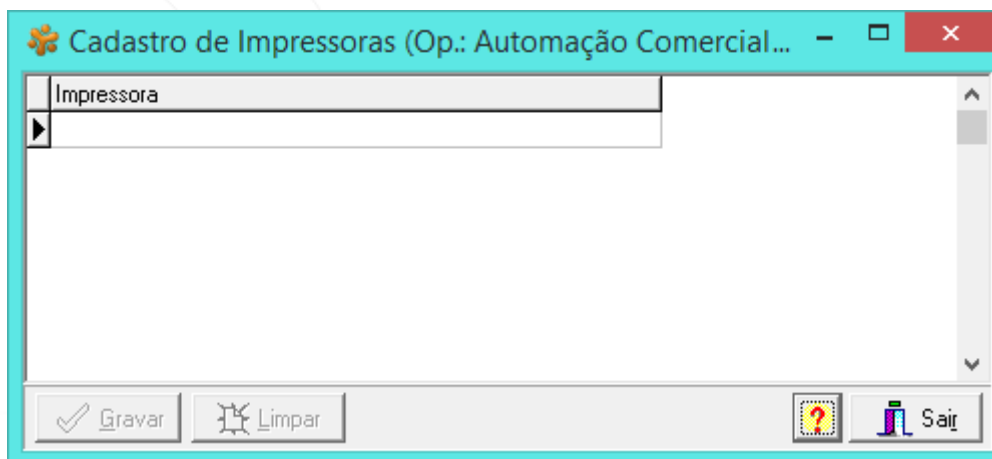 Cadastro de Impressoras (Op.: Automação Comercial...
Impressora
Gravar
Limpar
?
Sair